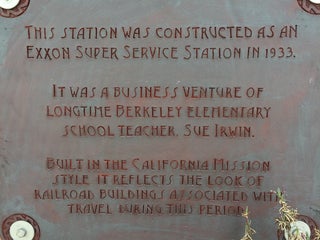 THIS STATION WAS CONSTRUCTED AS AN
EXXON SUPER SERVICE STATION IN 1933.
IT WAS A BUSINESS VENTURE OF
LONGTIME BERKELEY ELEMENTARY
SCHOOL TEACHER, SUE IRWIN.
BUILT IN THE CALIFORNIA MISSION
STYLE IT REFLECTS THE LOOK OF
RAILROAD BUILDINGS ASSOCIATED WITH
TRAVEL DURING THIS PERIOD.